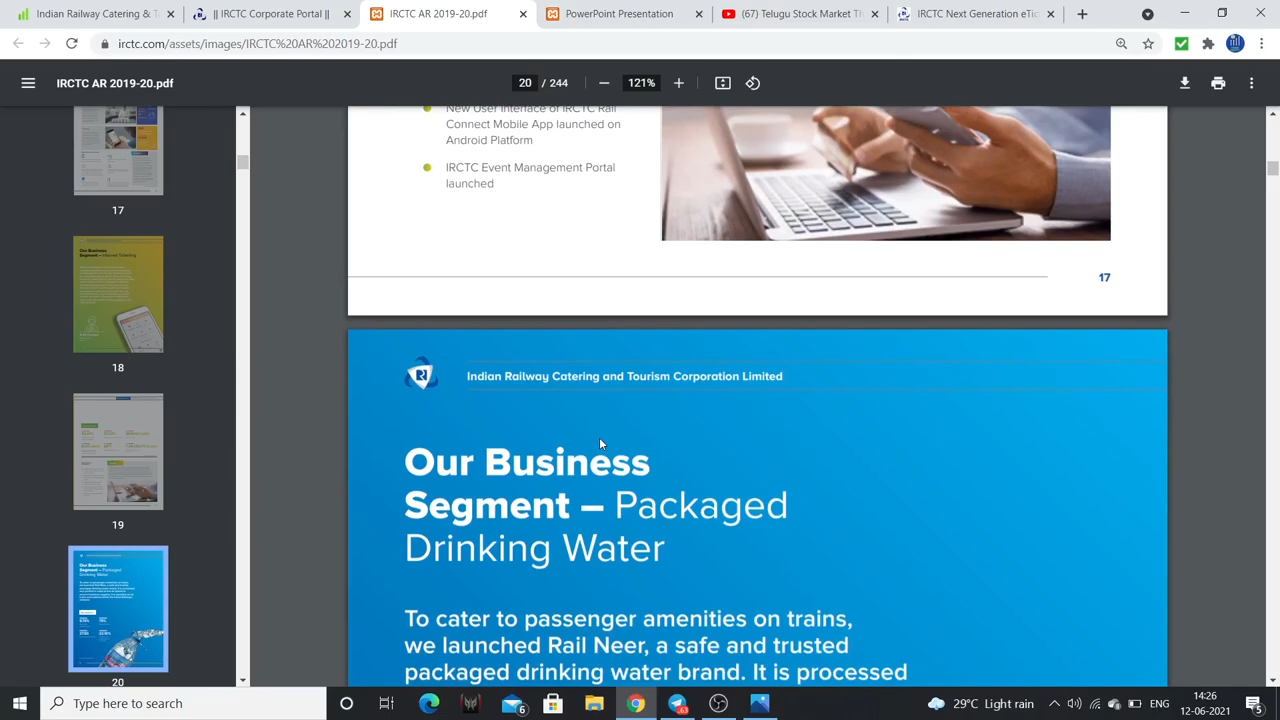 Indian Railway Catering & T
|| IRCTC Corporate Portal ||
IRCTC AR 2019-20.pdf
PowerPoint Presentation
(67) Telugu Stock Market Th
IRCTC Next Generation eTic
irctc.com/assets/images/IRCTC%20AR%202019-20.pdf
IRCTC AR 2019-20.pdf
20 / 244
121%
New User Interface of IRCTC Rail
Connect Mobile App launched on
Android Platform
IRCTC Event Management Portal
launched
17
17
18
19
20
Indian Railway Catering and Tourism Corporation Limited
Our Business
Segment – Packaged
Drinking Water
To cater to passenger amenities on trains,
we launched Rail Neer, a safe and trusted
packaged drinking water brand. It is processed
Type here to search
29°C Light rain
ENG
14:26
12-06-2021